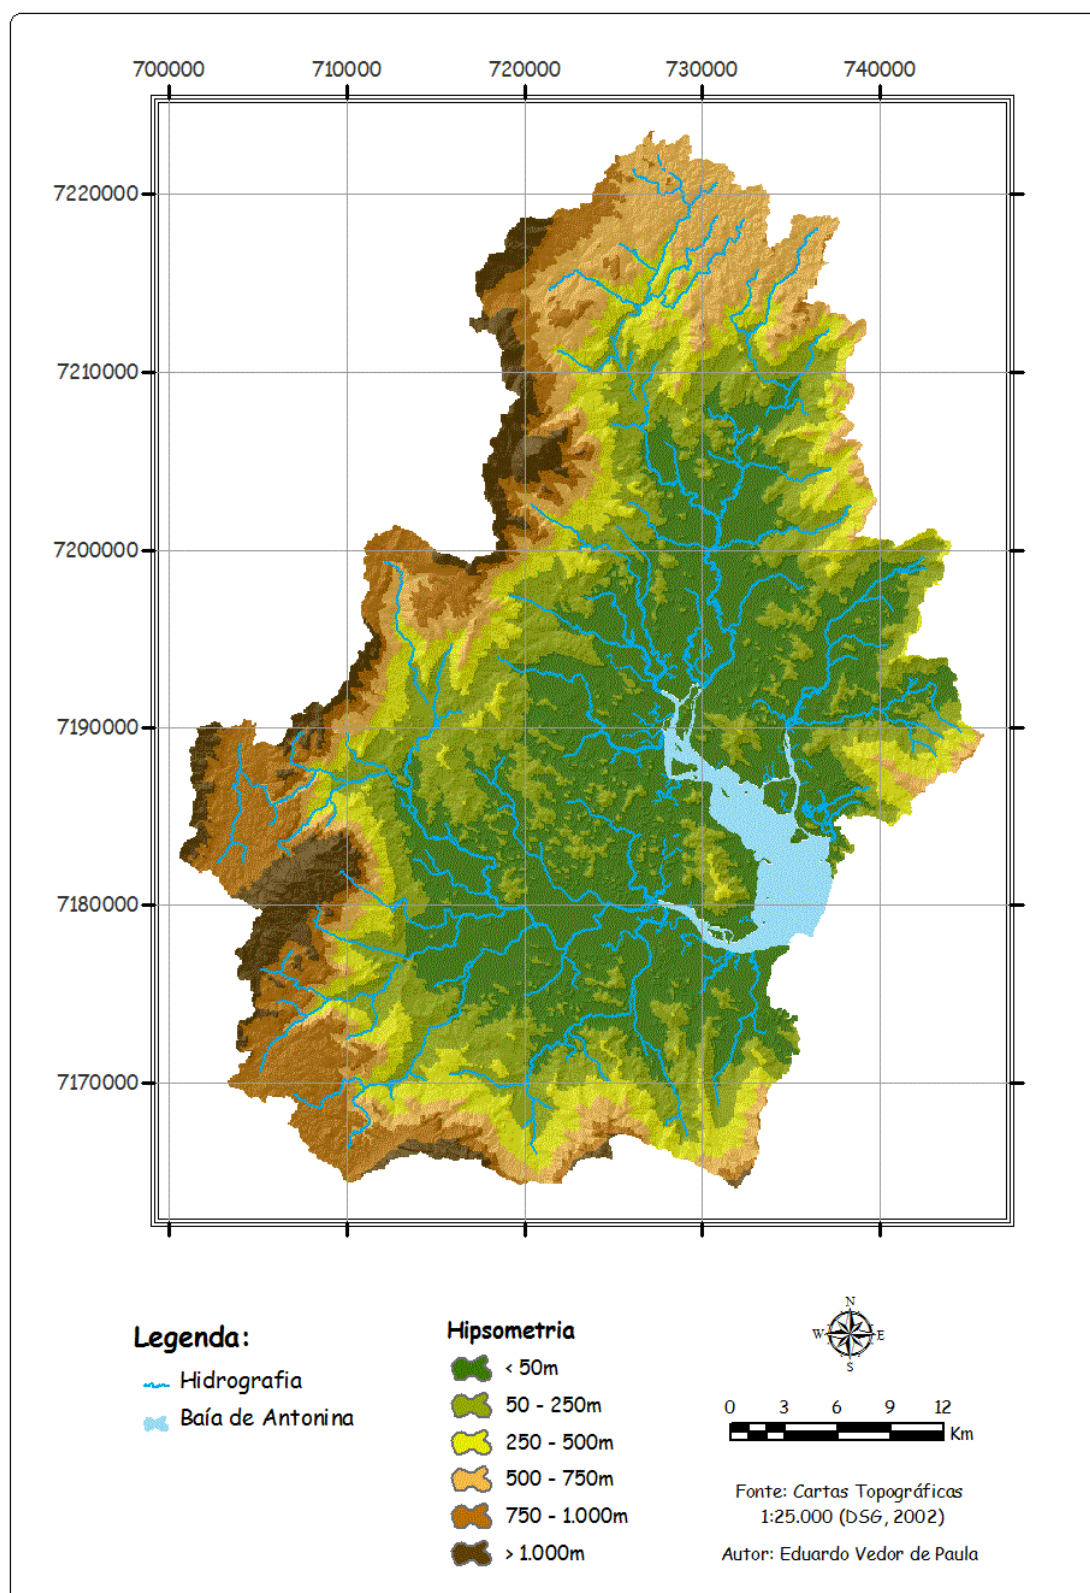 700000 710000 720000 730000 740000
7220000
7210000
7200000
7190000
7180000
7170000
Legenda:
Hidrografia
Baía de Antonina
Hipsometria
< 50m
50 - 250m
250 - 500m
500 - 750m
750 - 1.000m
> 1.000m
N
W E
S
0 3 6 9 12
Km
Fonte: Cartas Topográficas
1:25.000 (DSG, 2002)
Autor: Eduardo Vedor de Paula